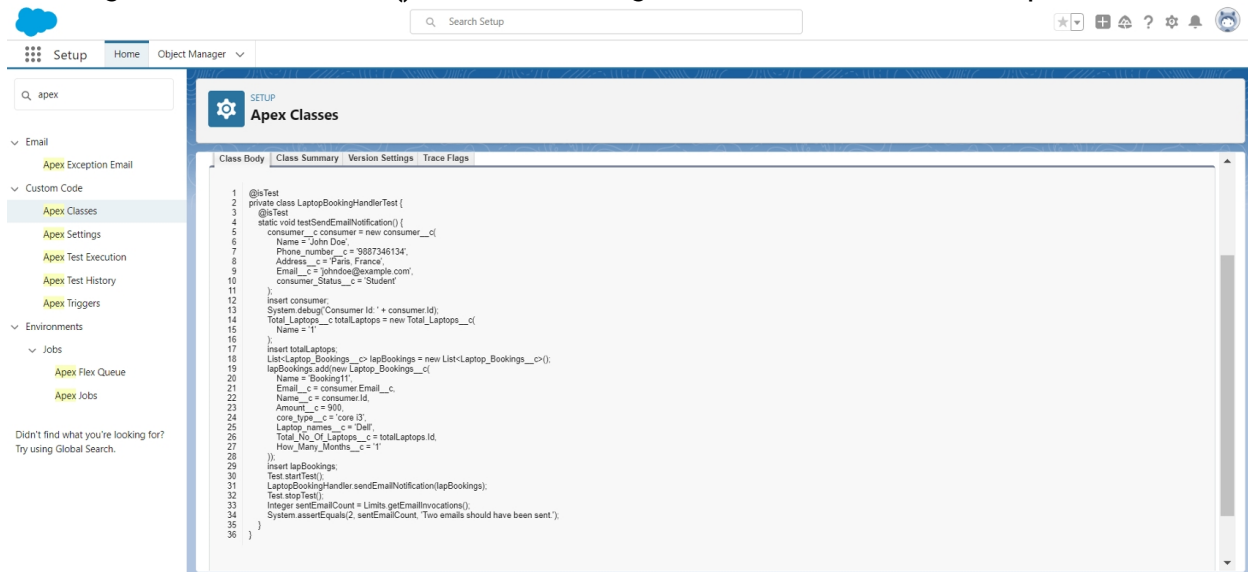 ()
Search Setup
Setup
Home
Object Manager
apex
Email
Apex Exception Email
Custom Code
Apex Classes
Apex Settings
Apex Test Execution
Apex Test History
Apex Triggers
Environments
Jobs
Apex Flex Queue
Apex Jobs
Didn't find what you're looking for?
Try using Global Search.
SETUP
Apex Classes
Class Body Class Summary Version Settings Trace Flags
1 @isTest
2 private class LaptopBookingHandlerTest {
3 @isTest
4 static void testSendEmailNotification() {
5 consumer__c consumer = new consumer__c(
6 Name = 'John Doe',
7 Phone_number__c = '9887346134',
8 Address__c = 'Paris, France',
9 Email__c = 'johndoe@example.com',
10 consumer_Status__c = 'Student'
11 );
12 insert consumer;
13 System.debug('Consumer Id: ' + consumer.Id);
14 Total_Laptops__c totalLaptops = new Total_Laptops__c(
15 Name = '1'
16 );
17 insert totalLaptops;
18 List<Laptop_Bookings__c> lapBookings = new List<Laptop_Bookings__c>();
19 lapBookings.add(new Laptop_Bookings__c(
20 Name = 'Booking11',
21 Email__c = consumer.Email__c,
22 Name__c = consumer.Id,
23 Amount__c = 900,
24 core_type__c = 'core i3',
25 Laptop_names__c = 'Dell',
26 Total_No_Of_Laptops__c = totalLaptops.Id,
27 How_Many_Months__c = '1'
28 ));
29 insert lapBookings;
30 Test.startTest();
31 LaptopBookingHandler.sendEmailNotification(lapBookings);
32 Test.stopTest();
33 Integer sentEmailCount = Limits.getEmailInvocations();
34 System.assertEquals(2, sentEmailCount, 'Two emails should have been sent.');
35 }
36 }